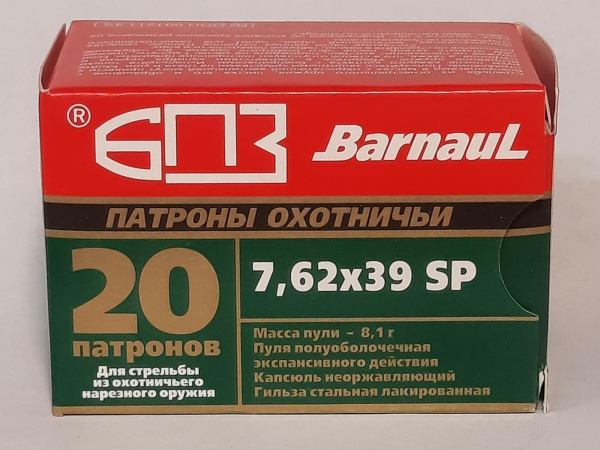 ® БПЗ Barnaul
ПАТРОНЫ ОХОТНИЧЬИ
20
патронов
Для стрельбы
из охотничьего
нарезного оружия
7,62x39 SP
Масса пули – 8,1 г
Пуля полуоболочечная
экспансивного действия
Капсюль неоржавляющий
Гильза стальная лакированная